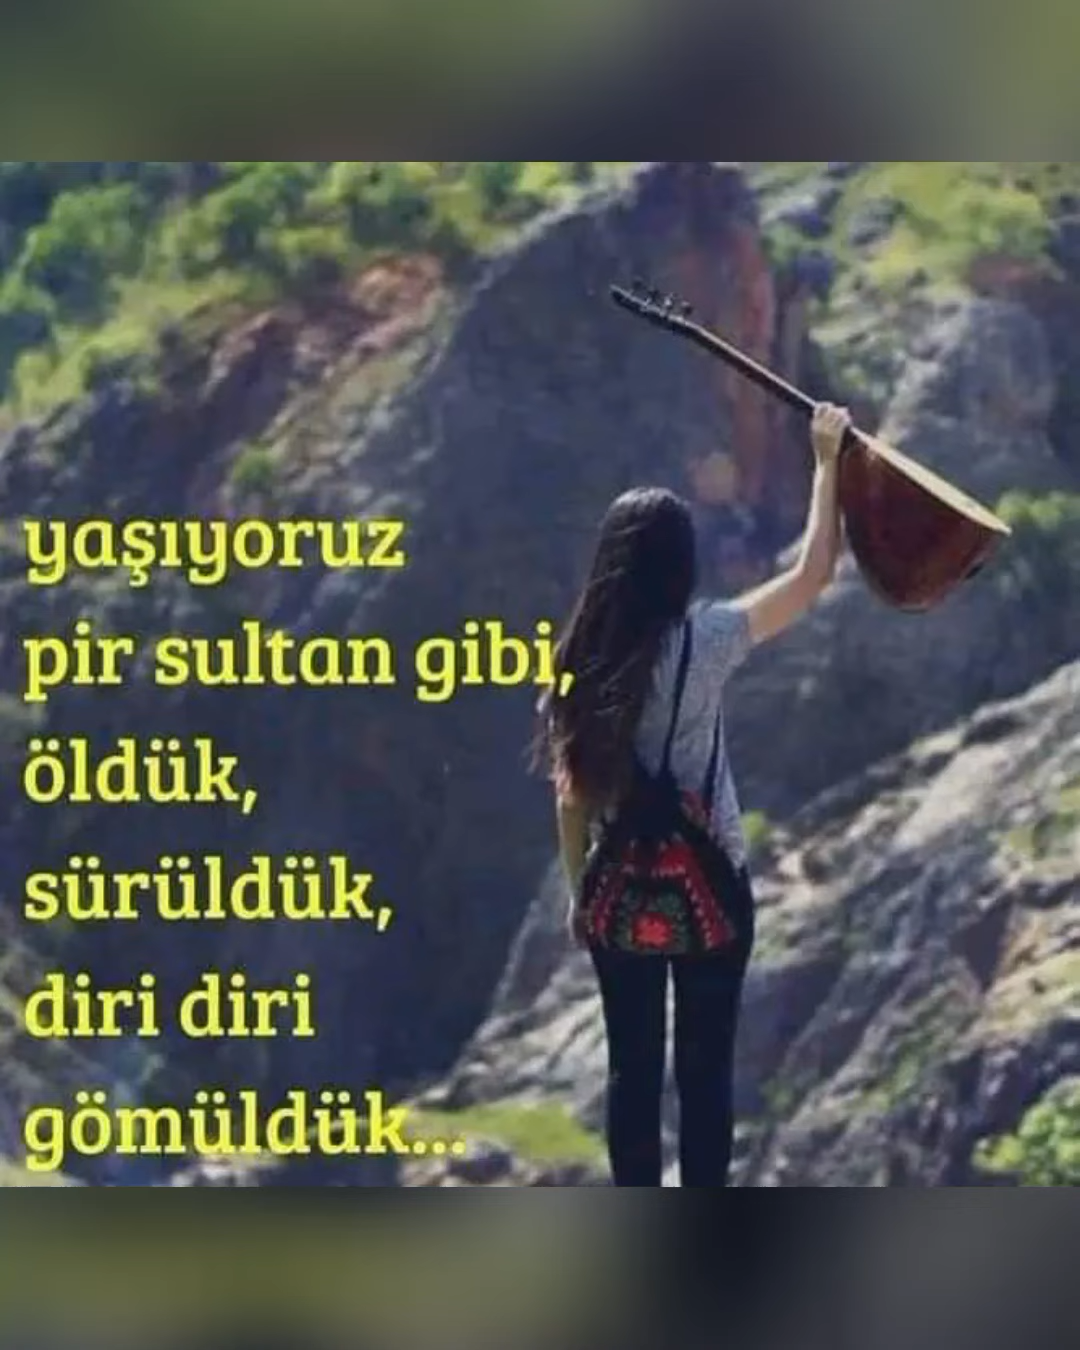 yaşıyoruz
pir sultan gibi,
öldük,
sürüldük,
diri diri
gömüldük...